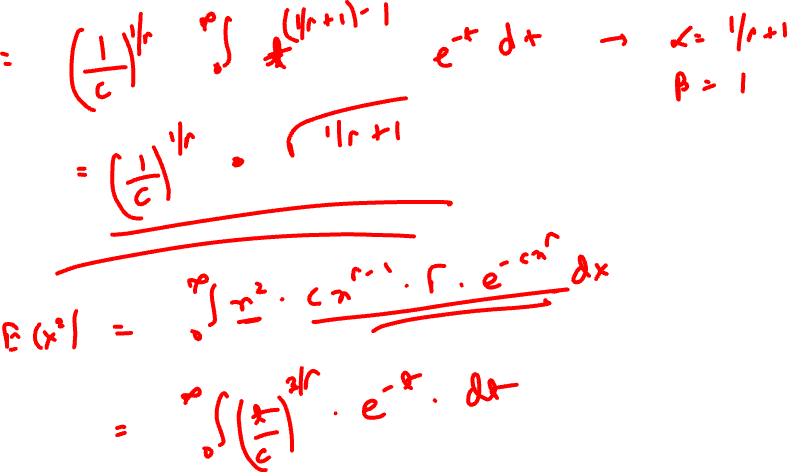 = (1/c)^{1/r} ∫_0^∞ t^{(1/r+1)-1} e^{-t} dt → α = 1/r+1
β = 1
= (1/c)^{1/r} · Γ1/r+1
E(x²) = ∫_0^∞ x² · c x^{r-1} · r · e^{-cx^r} dx
= ∫_0^∞ (t/c)^{2/r} · e^{-t} · dt